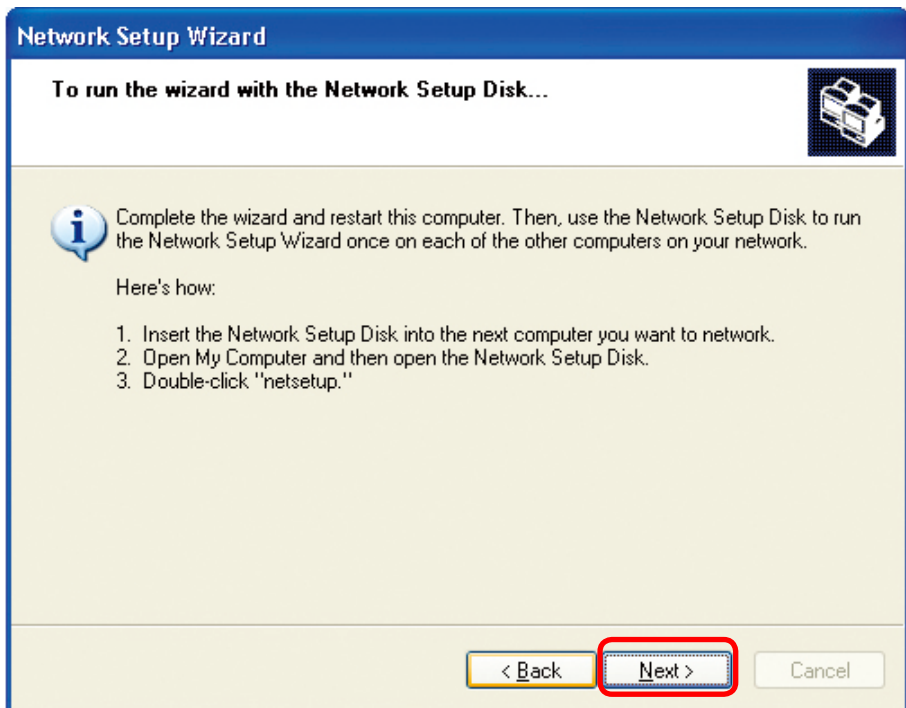 Network Setup Wizard
To run the wizard with the Network Setup Disk...
Complete the wizard and restart this computer. Then, use the Network Setup Disk to run
the Network Setup Wizard once on each of the other computers on your network.
Here's how:
1. Insert the Network Setup Disk into the next computer you want to network.
2. Open My Computer and then open the Network Setup Disk.
3. Double-click "netsetup."
< Back
Next >
Cancel